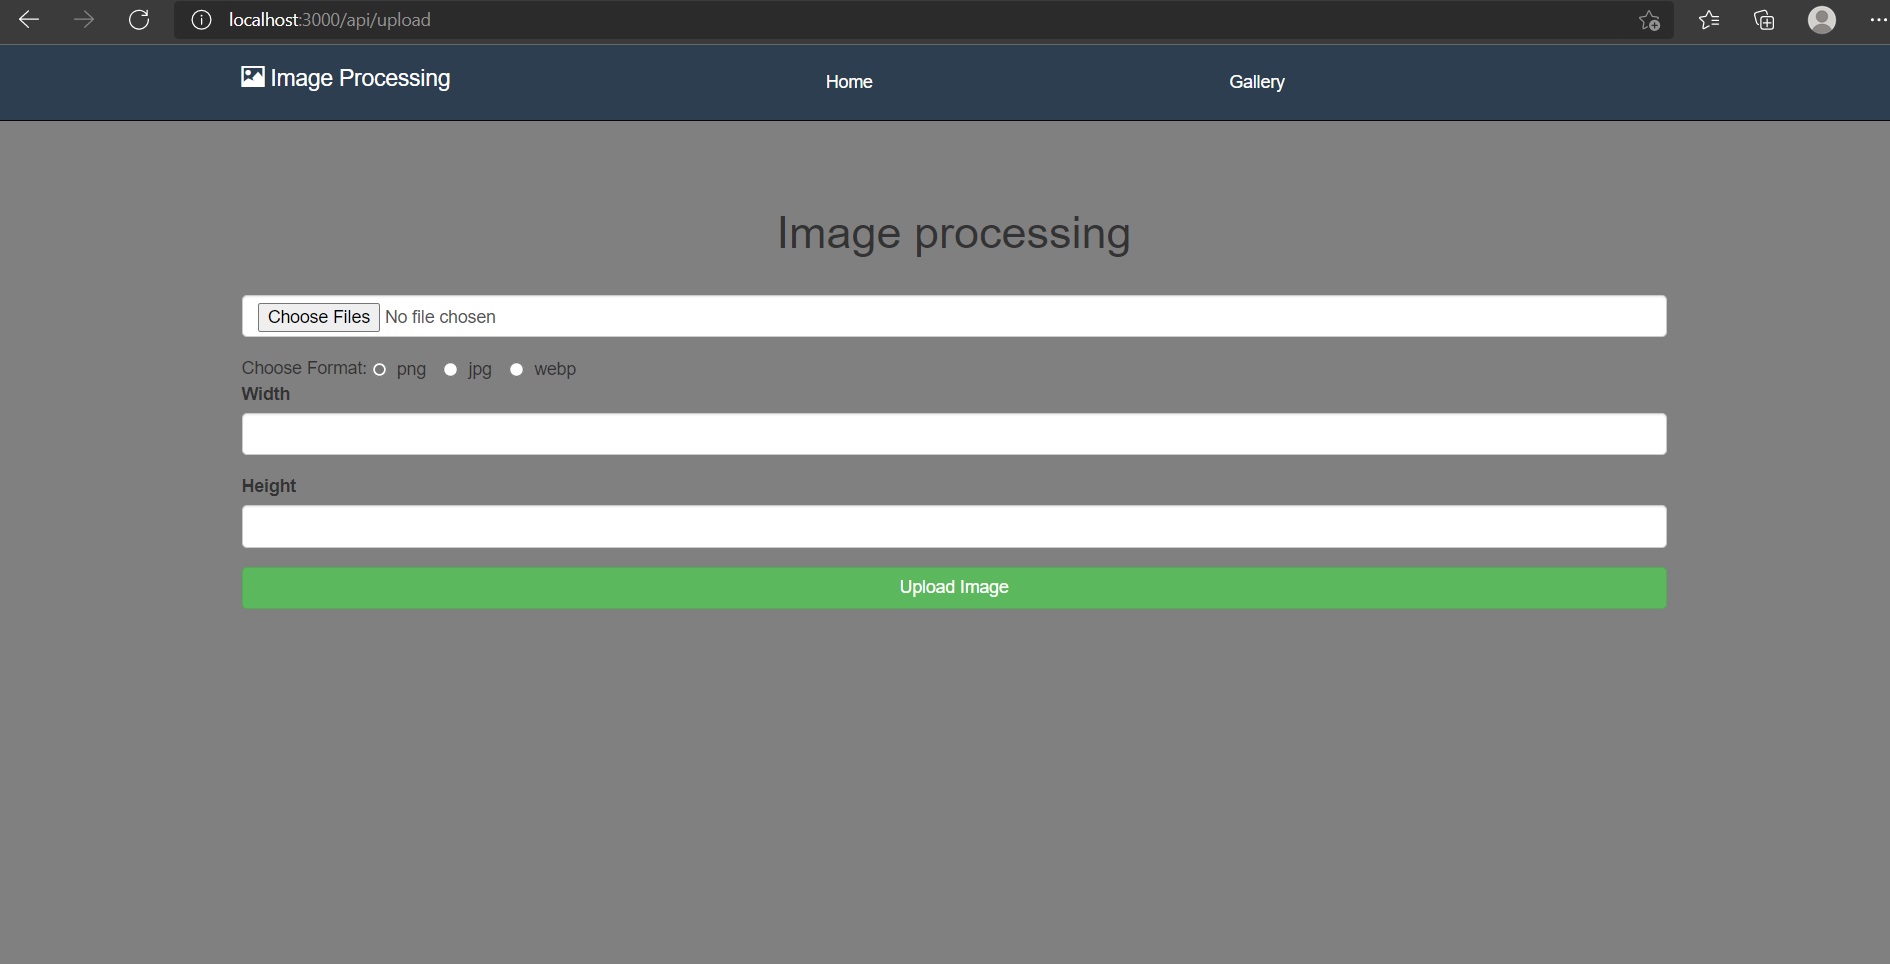 localhost:3000/api/upload
Image Processing Home Gallery
Image processing
Choose Files No file chosen
Choose Format: png jpg webp
Width
Height
Upload Image